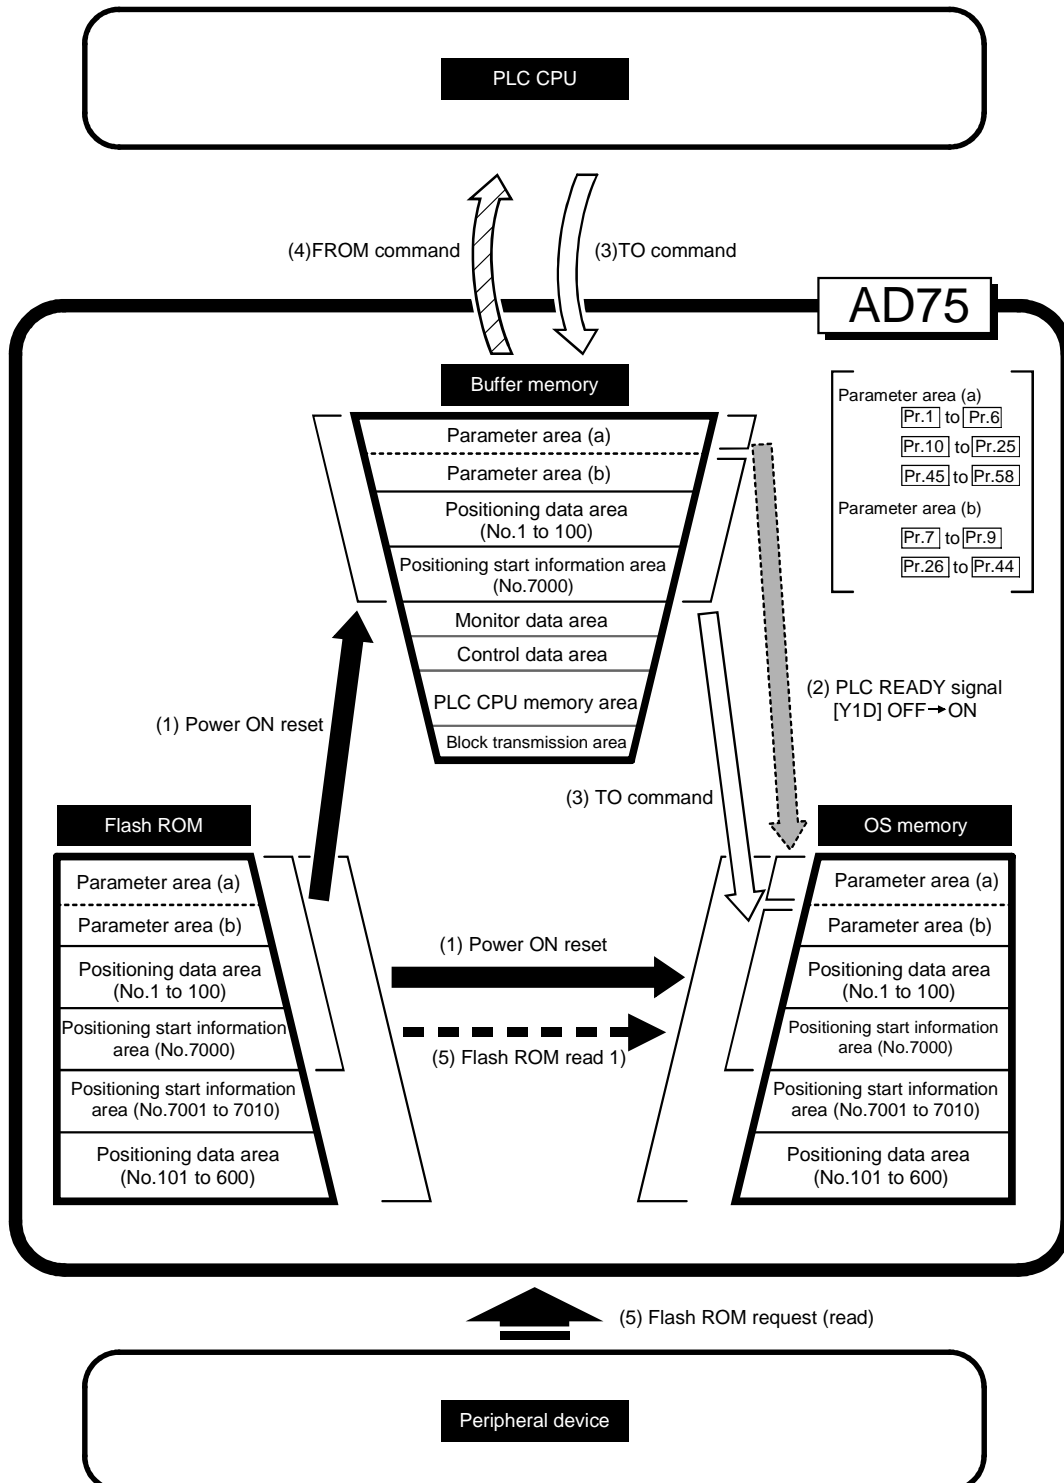 PLC CPU
(4)FROM command
(3)TO command
AD75
Buffer memory
Parameter area (a)
Pr.1 to Pr.6
Pr.10 to Pr.25
Pr.45 to Pr.58
Parameter area (b)
Pr.7 to Pr.9
Pr.26 to Pr.44
Parameter area (a)
Parameter area (b)
Positioning data area
(No.1 to 100)
Positioning start information area
(No.7000)
Monitor data area
Control data area
PLC CPU memory area
Block transmission area
(1) Power ON reset
(2) PLC READY signal
[Y1D] OFF→ON
(3) TO command
Flash ROM
Parameter area (a)
Parameter area (b)
Positioning data area
(No.1 to 100)
Positioning start information
area (No.7000)
Positioning start information
area (No.7001 to 7010)
Positioning data area
(No.101 to 600)
(1) Power ON reset
(5) Flash ROM read 1)
OS memory
Parameter area (a)
Parameter area (b)
Positioning data area
(No.1 to 100)
Positioning start information
area (No.7000)
Positioning start information
area (No.7001 to 7010)
Positioning data area
(No.101 to 600)
(5) Flash ROM request (read)
Peripheral device